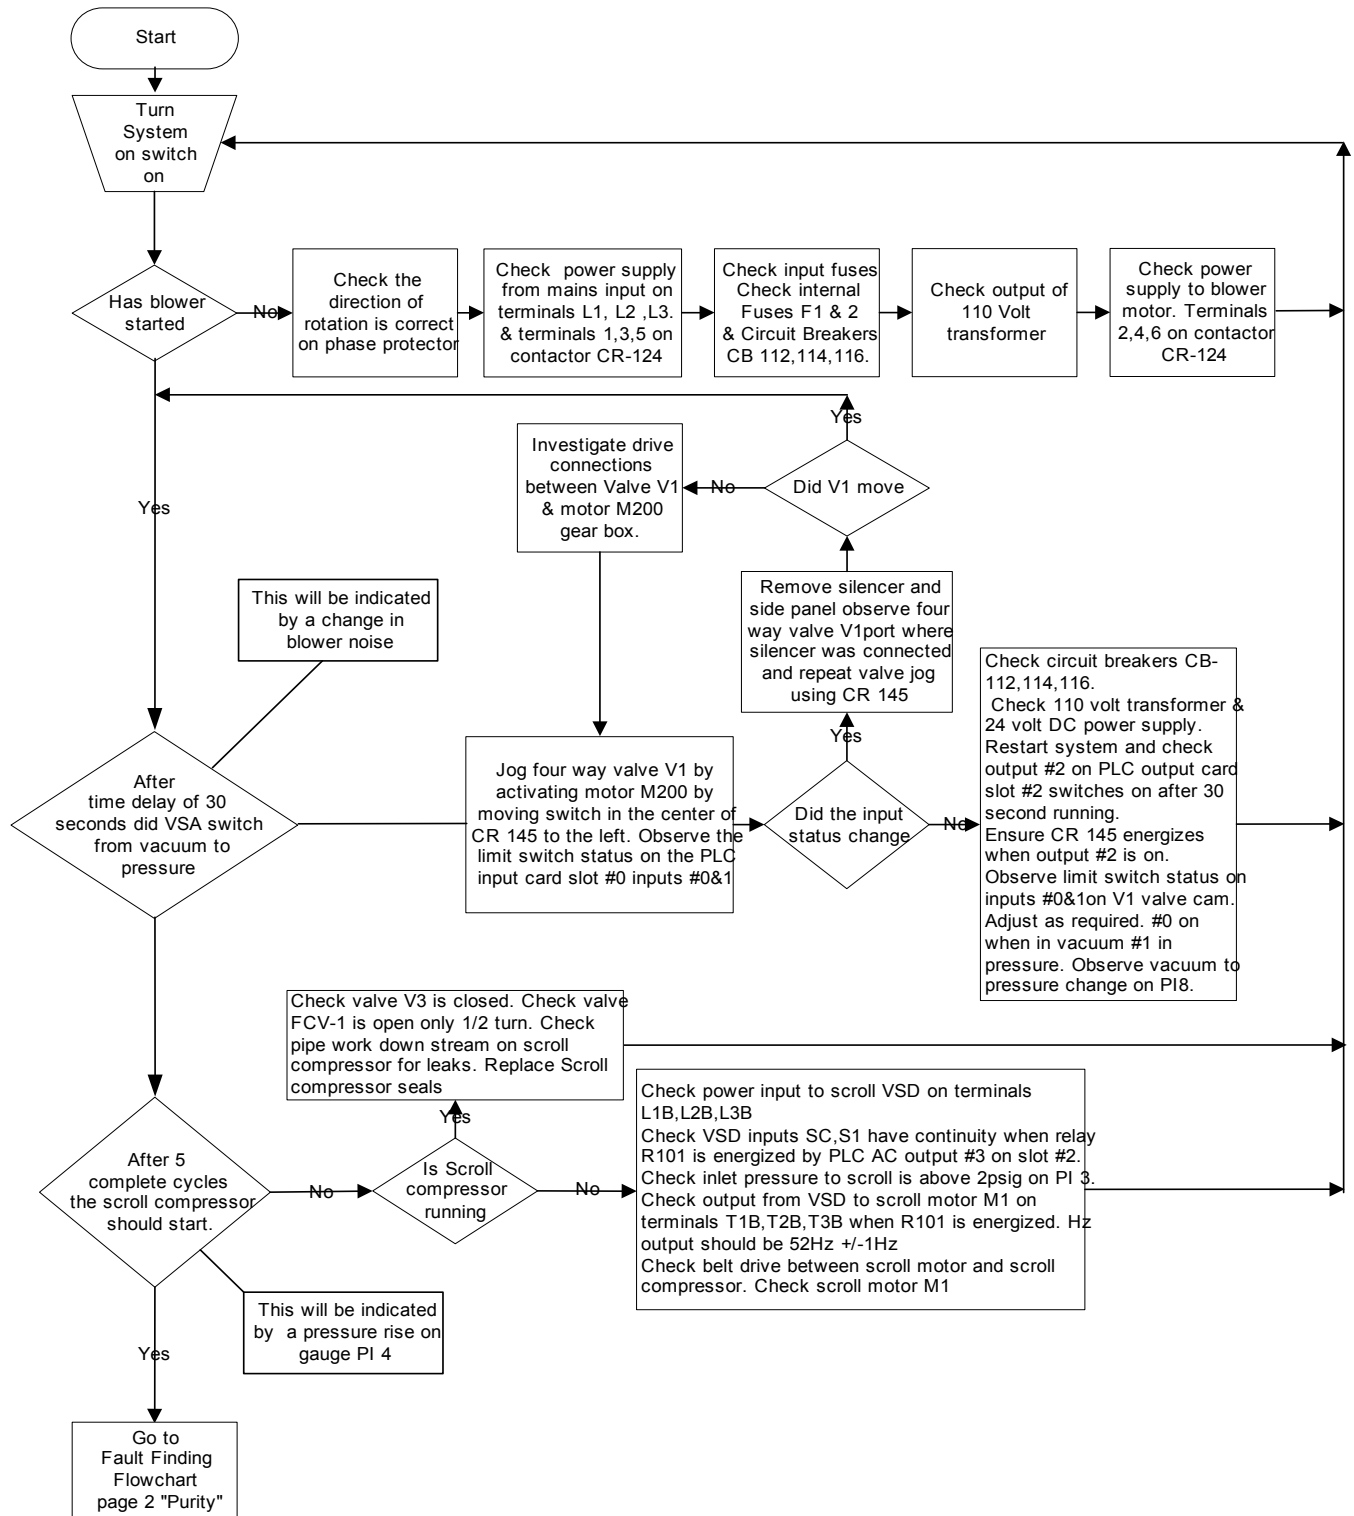 Start
Turn
System
on switch
on
Has blower
started
No
Check the
direction of
rotation is correct
on phase protector
Check power supply
from mains input on
terminals L1, L2 ,L3.
& terminals 1,3,5 on
contactor CR-124
Check input fuses
Check internal
Fuses F1 & 2
& Circuit Breakers
CB 112,114,116.
Check output of
110 Volt
transformer
Check power
supply to blower
motor. Terminals
2,4,6 on contactor
CR-124
Yes
Yes
Did V1 move
No
Investigate drive
connections
between Valve V1
& motor M200
gear box.
Remove silencer and
side panel observe four
way valve V1port where
silencer was connected
and repeat valve jog
using CR 145
Yes
This will be indicated
by a change in
blower noise
After
time delay of 30
seconds did VSA switch
from vacuum to
pressure
Jog four way valve V1 by
activating motor M200 by
moving switch in the center of
CR 145 to the left. Observe the
limit switch status on the PLC
input card slot #0 inputs #0&1
Did the input
status change
No
Check circuit breakers CB-
112,114,116.
Check 110 volt transformer &
24 volt DC power supply.
Restart system and check
output #2 on PLC output card
slot #2 switches on after 30
second running.
Ensure CR 145 energizes
when output #2 is on.
Observe limit switch status on
inputs #0&1on V1 valve cam.
Adjust as required. #0 on
when in vacuum #1 in
pressure. Observe vacuum to
pressure change on PI8.
Check valve V3 is closed. Check valve
FCV-1 is open only 1/2 turn. Check
pipe work down stream on scroll
compressor for leaks. Replace Scroll
compressor seals
Yes
After 5
complete cycles
the scroll compressor
should start.
No
Is Scroll
compressor
running
No
Check power input to scroll VSD on terminals
L1B,L2B,L3B
Check VSD inputs SC,S1 have continuity when relay
R101 is energized by PLC AC output #3 on slot #2.
Check inlet pressure to scroll is above 2psig on PI 3.
Check output from VSD to scroll motor M1 on
terminals T1B,T2B,T3B when R101 is energized. Hz
output should be 52Hz +/-1Hz
Check belt drive between scroll motor and scroll
compressor. Check scroll motor M1
This will be indicated
by a pressure rise on
gauge PI 4
Yes
Go to
Fault Finding
Flowchart
page 2 "Purity"